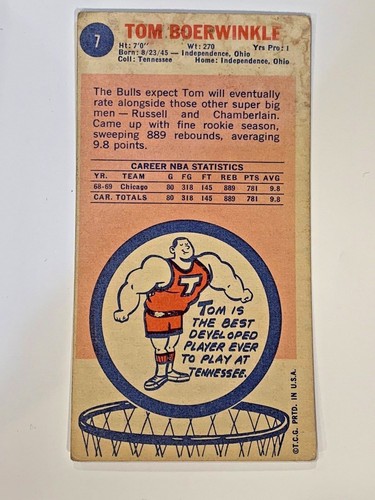 7
TOM BOERWINKLE
Ht: 7'0" Wt: 270 Yrs Pro: 1
Born: 8/23/45 — Independence, Ohio
Coll: Tennessee Home: Independence, Ohio
The Bulls expect Tom will eventually
rate alongside those other super big
men — Russell and Chamberlain.
Came up with fine rookie season,
sweeping 889 rebounds, averaging
9.8 points.
CAREER NBA STATISTICS
YR. TEAM G FG FT REB PTS AVG
68-69 Chicago 80 318 145 889 781 9.8
CAR. TOTALS 80 318 145 889 781 9.8
T
TOM IS
THE BEST
DEVELOPED
PLAYER EVER
TO PLAY AT
TENNESSEE.
©T.C.G. PRTD. IN U.S.A.